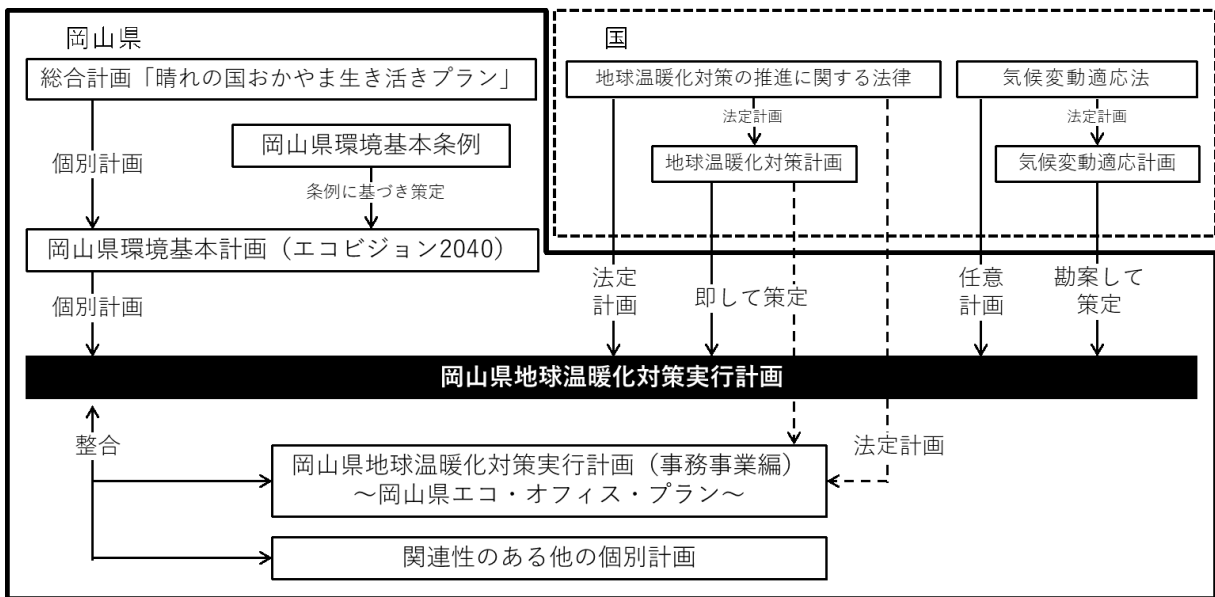 岡山県
総合計画「晴れの国おかやま生き活きプラン」
個別計画
岡山県環境基本条例
条例に基づき策定
岡山県環境基本計画（エコビジョン2040）
個別計画
国
地球温暖化対策の推進に関する法律
法定計画
地球温暖化対策計画
気候変動適応法
法定計画
気候変動適応計画
法定
計画
即して策定
任意
計画
勘案して
策定
岡山県地球温暖化対策実行計画
整合
法定計画
岡山県地球温暖化対策実行計画（事務事業編）
～岡山県エコ・オフィス・プラン～
関連性のある他の個別計画